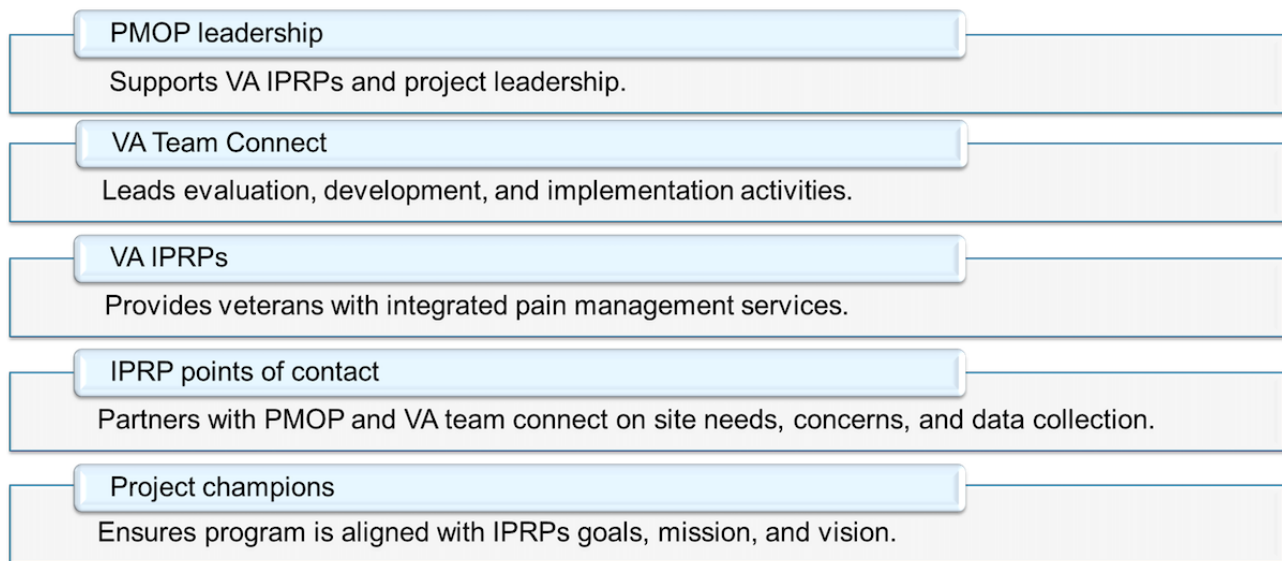 PMOP leadership
Supports VA IPRPs and project leadership.
VA Team Connect
Leads evaluation, development, and implementation activities.
VA IPRPs
Provides veterans with integrated pain management services.
IPRP points of contact
Partners with PMOP and VA team connect on site needs, concerns, and data collection.
Project champions
Ensures program is aligned with IPRPs goals, mission, and vision.